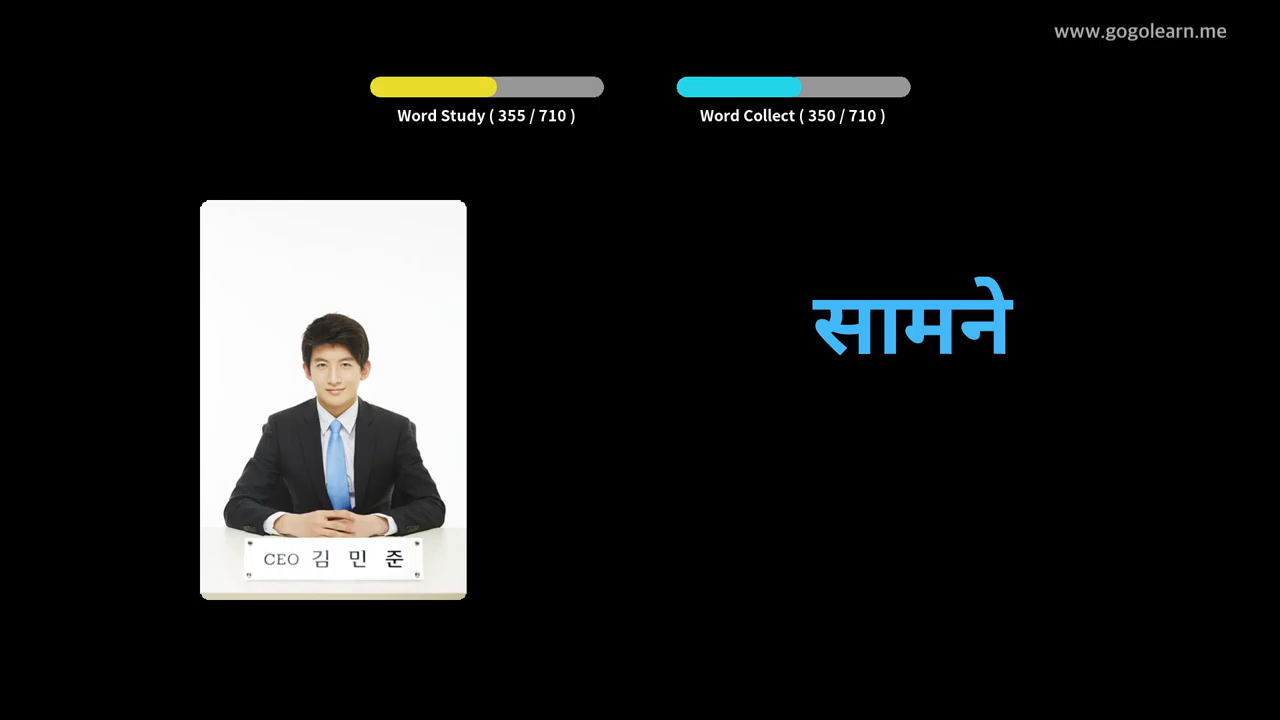 www.gogolearn.me
Word Study ( 355 / 710 )
Word Collect ( 350 / 710 )
सामने
CEO 김 민 준